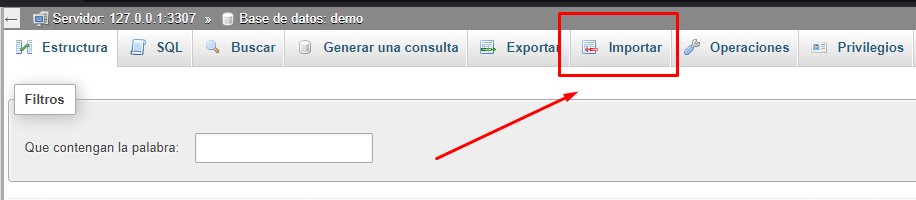 ← Servidor: 127.0.0.1:3307 » Base de datos: demo
Estructura SQL Buscar Generar una consulta Exportar Importar Operaciones Privilegios
Filtros
Que contengan la palabra: